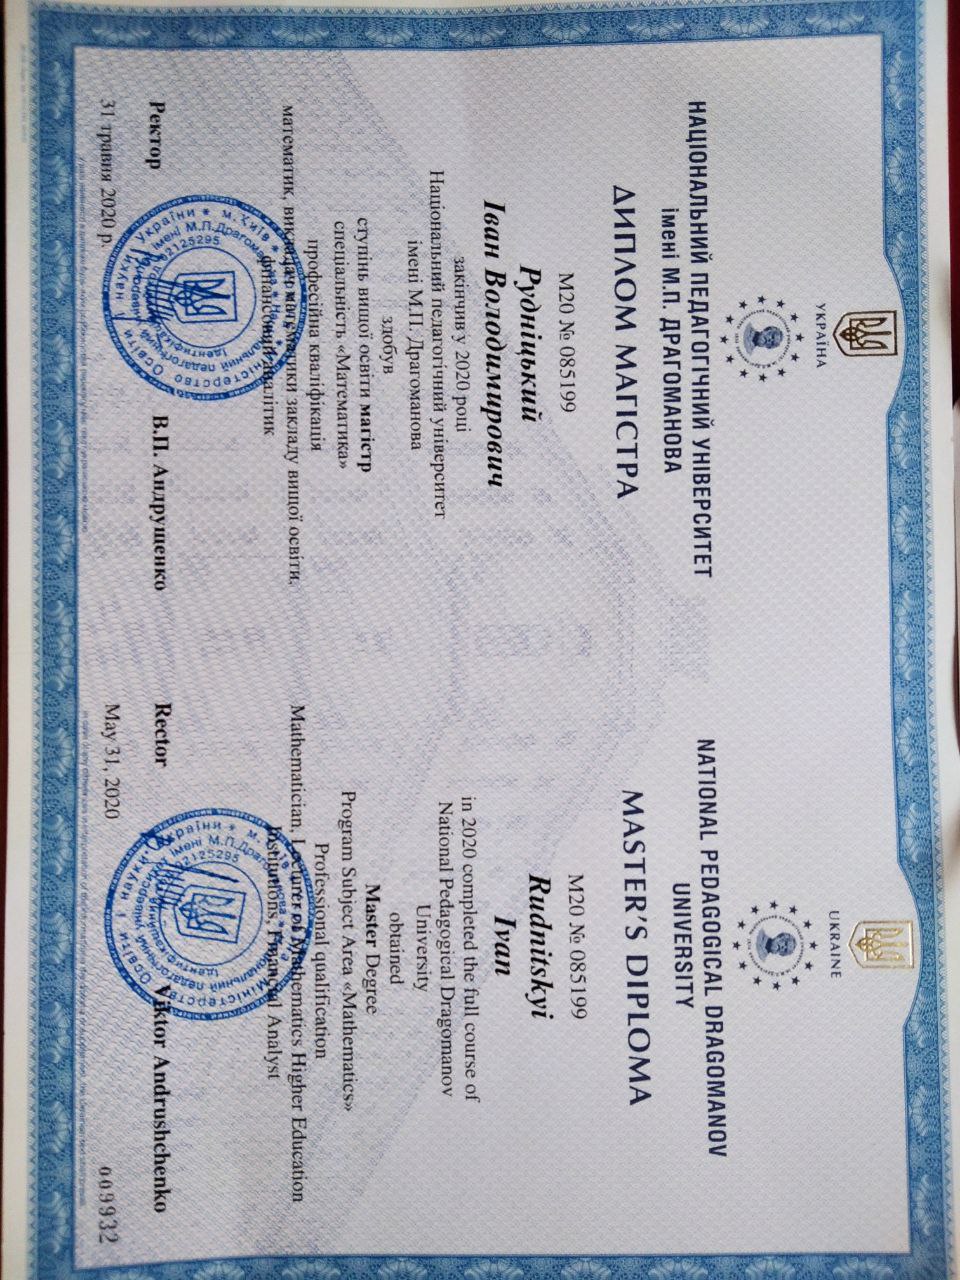 УКРАЇНА
НАЦІОНАЛЬНИЙ ПЕДАГОГІЧНИЙ УНІВЕРСИТЕТ
імені М.П. ДРАГОМАНОВА
ДИПЛОМ МАГІСТРА
М20 № 085199
Рудніцький
Іван Володимирович
закінчив у 2020 році
Національний педагогічний університет
імені М.П. Драгоманова
здобув
ступінь вищої освіти магістр
спеціальність «Математика»
професійна кваліфікація
математик, викладач математики закладу вищої освіти,
фінансовий аналітик
Ректор
В.П. Андрущенко
31 травня 2020 р.
02125295
UKRAINE
NATIONAL PEDAGOGICAL DRAGOMANOV
UNIVERSITY
MASTER'S DIPLOMA
M20 № 085199
Rudnitskyi
Ivan
in 2020 completed the full course of
National Pedagogical Dragomanov
University
obtained
Master Degree
Program Subject Area «Mathematics»
Professional qualification
Mathematician, Lecturer of Mathematics Higher Education
Institutions, Financial Analyst
Rector
Viktor Andrushchenko
May 31, 2020
02125295
009932